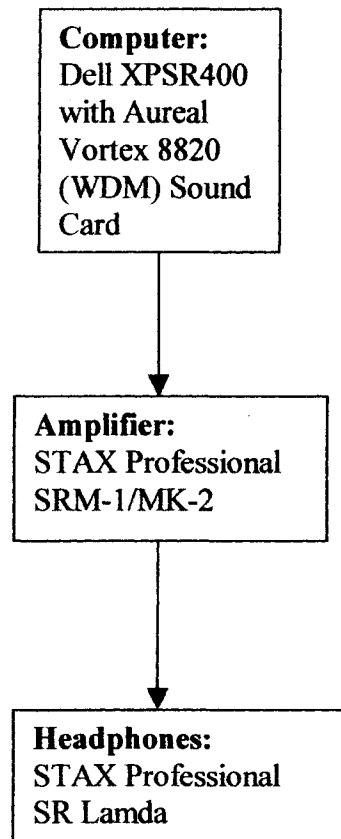 Computer:
Dell XPSR400
with Aureal
Vortex 8820
(WDM) Sound
Card
Amplifier:
STAX Professional
SRM-1/MK-2
Headphones:
STAX Professional
SR Lamda